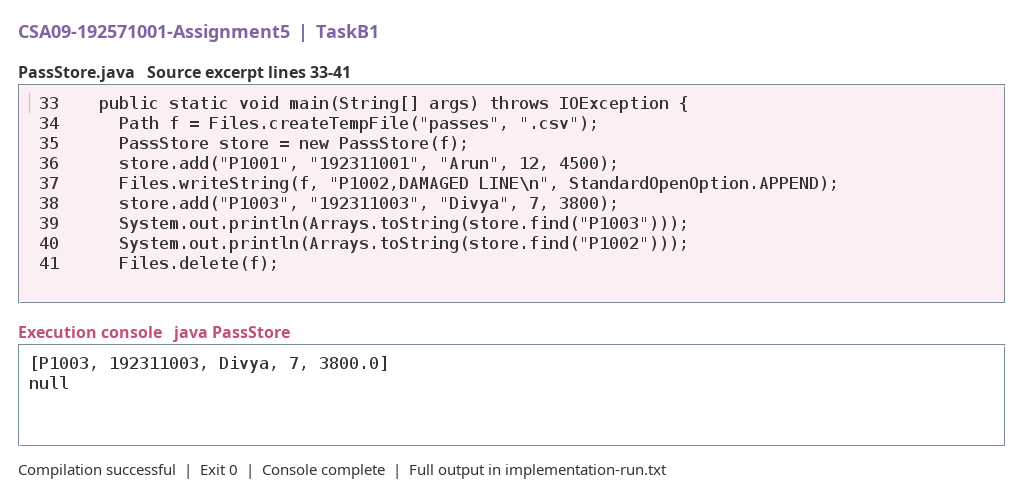 CSA09-192571001-Assignment5 | TaskB1
PassStore.java Source excerpt lines 33-41
33    public static void main(String[] args) throws IOException {
34      Path f = Files.createTempFile("passes", ".csv");
35      PassStore store = new PassStore(f);
36      store.add("P1001", "192311001", "Arun", 12, 4500);
37      Files.writeString(f, "P1002,DAMAGED LINE\n", StandardOpenOption.APPEND);
38      store.add("P1003", "192311003", "Divya", 7, 3800);
39      System.out.println(Arrays.toString(store.find("P1003")));
40      System.out.println(Arrays.toString(store.find("P1002")));
41      Files.delete(f);
Execution console java PassStore
[P1003, 192311003, Divya, 7, 3800.0]
null
Compilation successful | Exit 0 | Console complete | Full output in implementation-run.txt